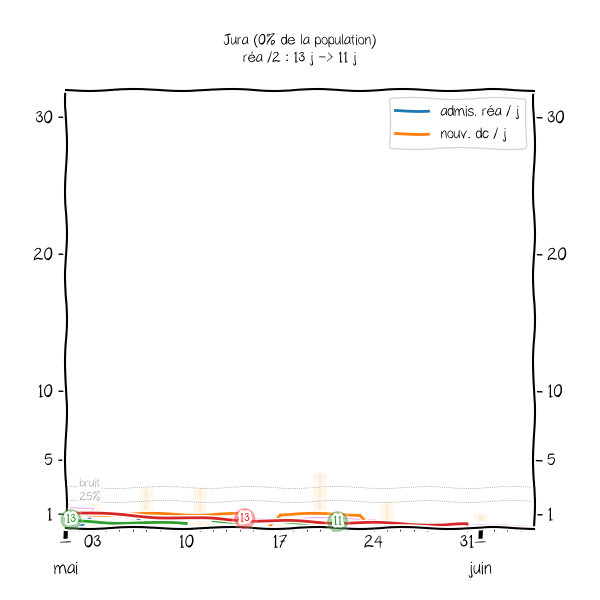 Jura (0% de la population)
réa /2 : 13 j -> 11 j
admis. réa / j
nouv. dc / j
30 30
20 20
10 10
5 5
bruit
25%
1 1
13 13 11
03 10 17 24 31
mai juin